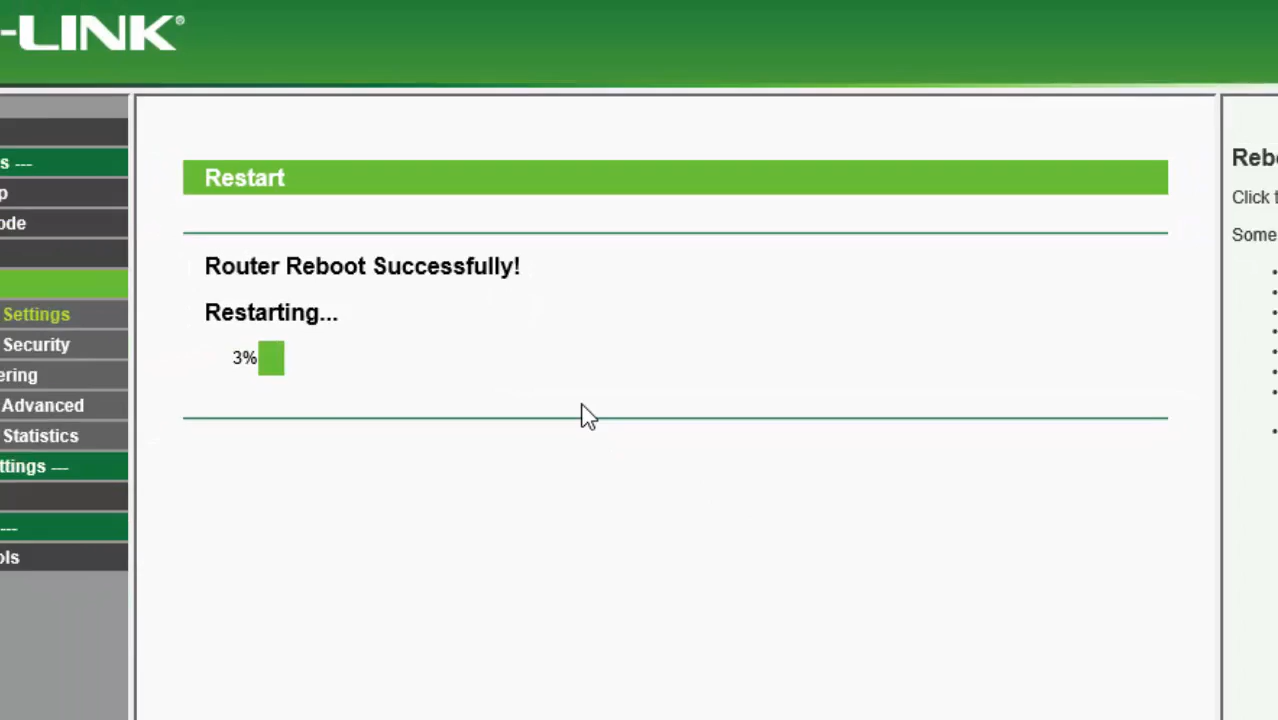 -LINK®
s ---
p
ode
Settings
Security
ering
Advanced
Statistics
ttings ---
---
ols
Restart
Router Reboot Successfully!
Restarting...
3%
Rebo
Click t
Some